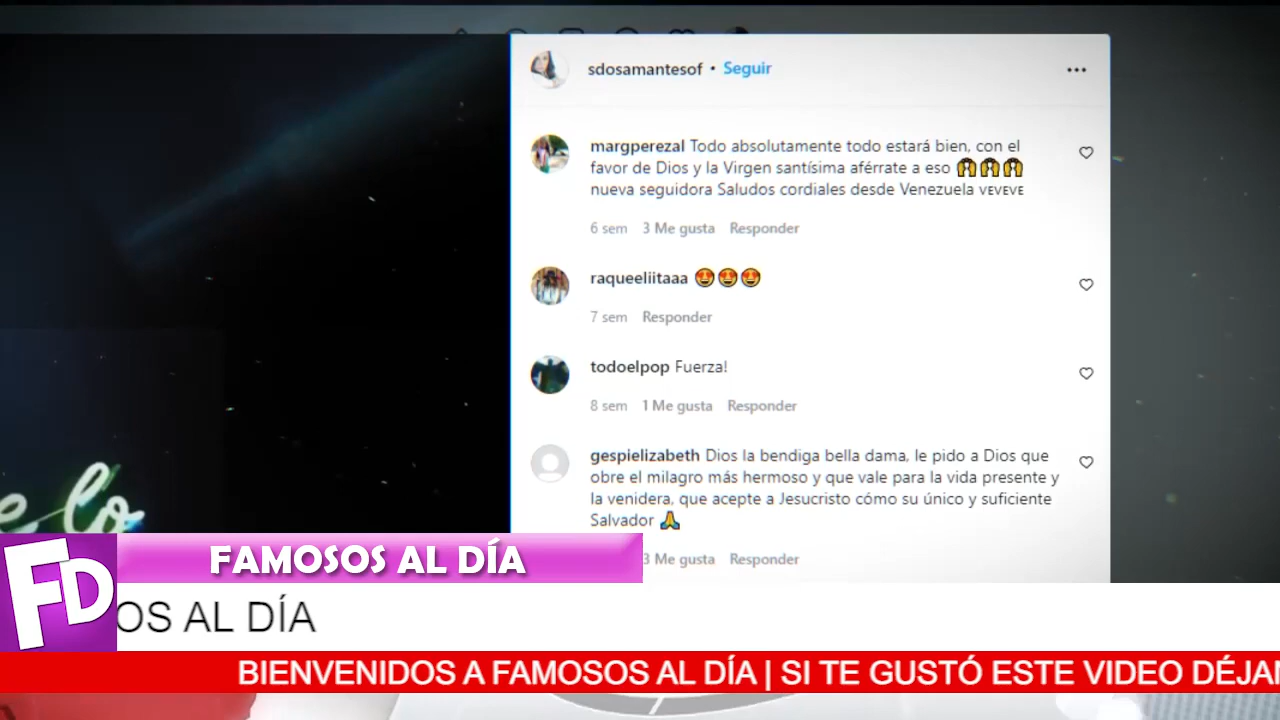 sdosamantesof • Seguir
margperezal Todo absolutamente todo estará bien, con el
favor de Dios y la Virgen santísima aférrate a eso
nueva seguidora Saludos cordiales desde Venezuela VEVEVE
6 sem 3 Me gusta Responder
raqueeliitaaa
7 sem Responder
todoelpop Fuerza!
8 sem 1 Me gusta Responder
gespielizabeth Dios la bendiga bella dama, le pido a Dios que
obre el milagro más hermoso y que vale para la vida presente y
la venidera, que acepte a Jesucristo cómo su único y suficiente
Salvador
3 Me gusta Responder
e lo
FAMOSOS AL DÍA
FD
OS AL DÍA
BIENVENIDOS A FAMOSOS AL DÍA | SI TE GUSTÓ ESTE VIDEO DÉJAN